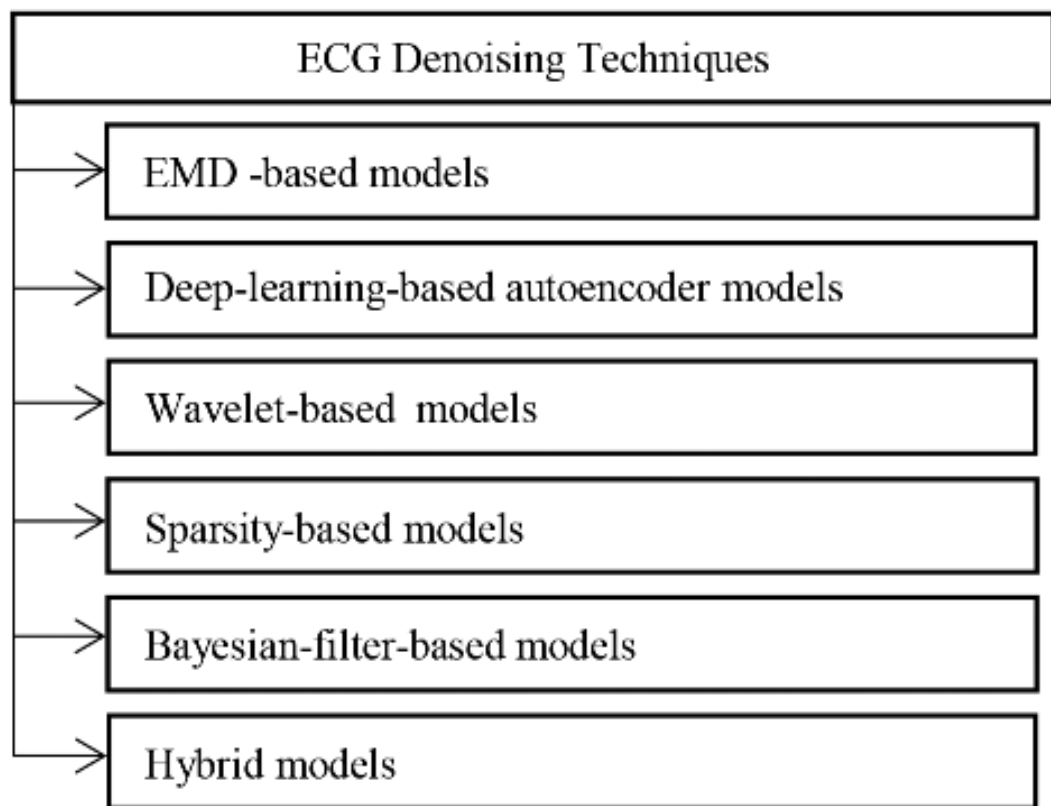 ECG Denoising Techniques
EMD -based models
Deep-learning-based autoencoder models
Wavelet-based  models
Sparsity-based models
Bayesian-filter-based models
Hybrid models